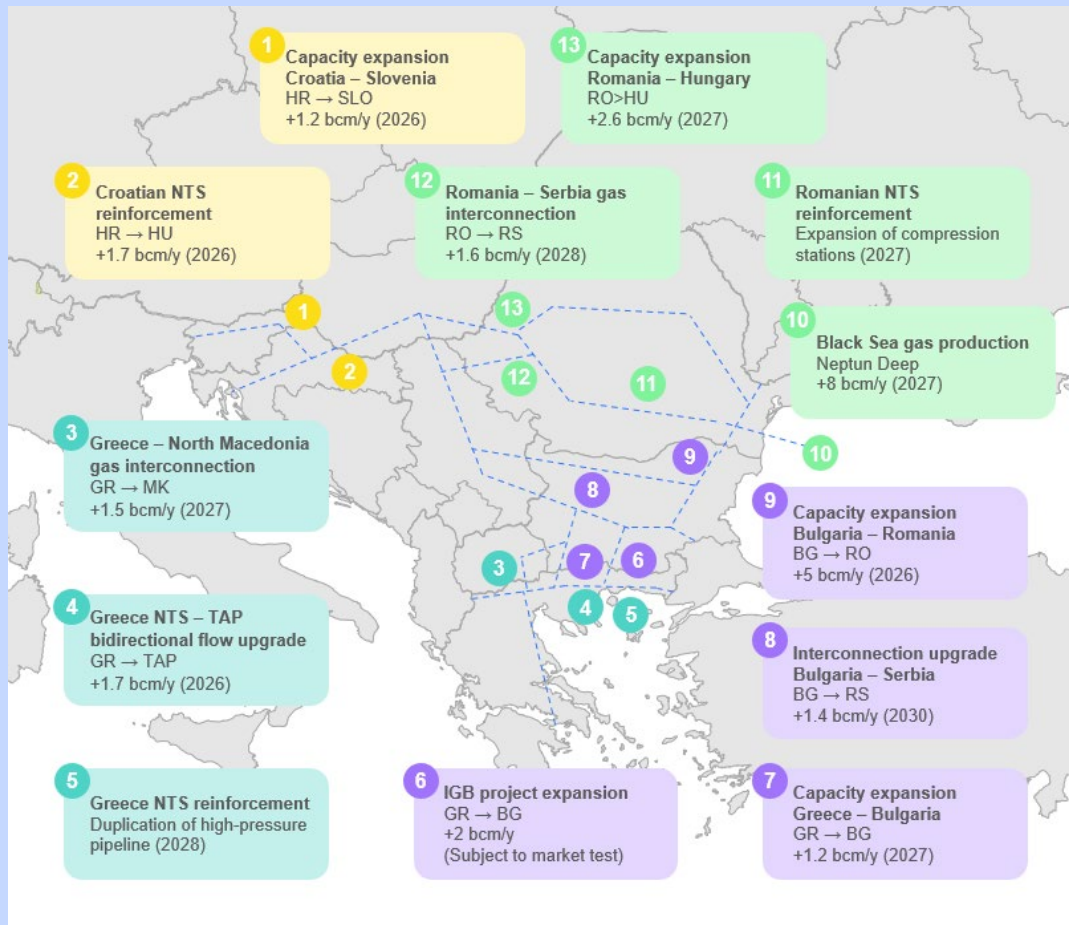 1
Capacity expansion
Croatia – Slovenia
HR → SLO
+1.2 bcm/y (2026)
13
Capacity expansion
Romania – Hungary
RO>HU
+2.6 bcm/y (2027)
2
Croatian NTS
reinforcement
HR → HU
+1.7 bcm/y (2026)
12
Romania – Serbia gas
interconnection
RO → RS
+1.6 bcm/y (2028)
11
Romanian NTS
reinforcement
Expansion of compression
stations (2027)
10
Black Sea gas production
Neptun Deep
+8 bcm/y (2027)
1
13
2
12
11
10
9
8
3
7
6
4
5
3
Greece – North Macedonia
gas interconnection
GR → MK
+1.5 bcm/y (2027)
9
Capacity expansion
Bulgaria – Romania
BG → RO
+5 bcm/y (2026)
4
Greek NTS – TAP
bidirectional flow upgrade
GR → TAP
+1.7 bcm/y (2026)
8
Interconnection upgrade
Bulgaria – Serbia
BG → RS
+1.4 bcm/y (2030)
5
Greece NTS reinforcement
Duplication of high-pressure
pipeline (2028)
6
IGB project expansion
GR → BG
+2 bcm/y
(Subject to market test)
7
Capacity expansion
Greece – Bulgaria
GR → BG
+1.2 bcm/y (2027)